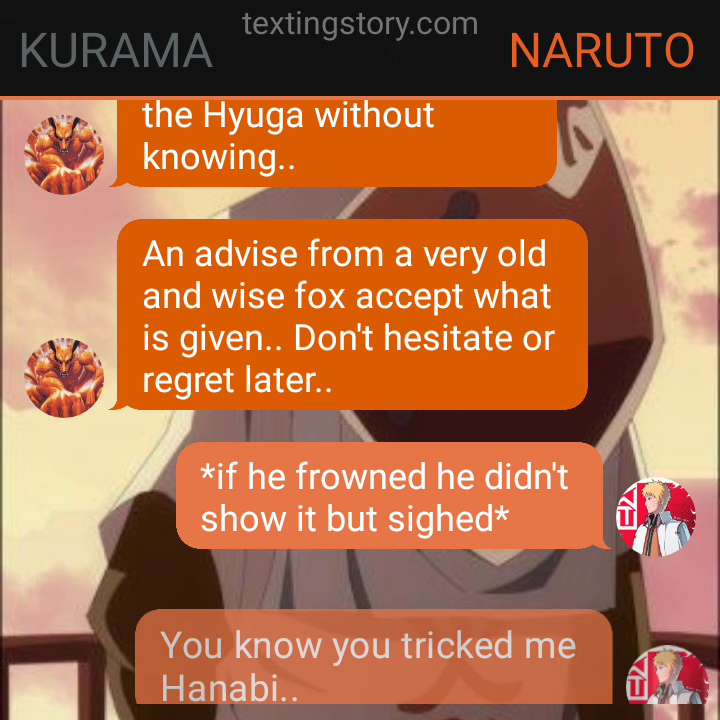 textingstory.com
KURAMA
NARUTO
the Hyuga without
knowing..
An advise from a very old
and wise fox accept what
is given.. Don't hesitate or
regret later..
*if he frowned he didn't
show it but sighed*
You know you tricked me
Hanabi..